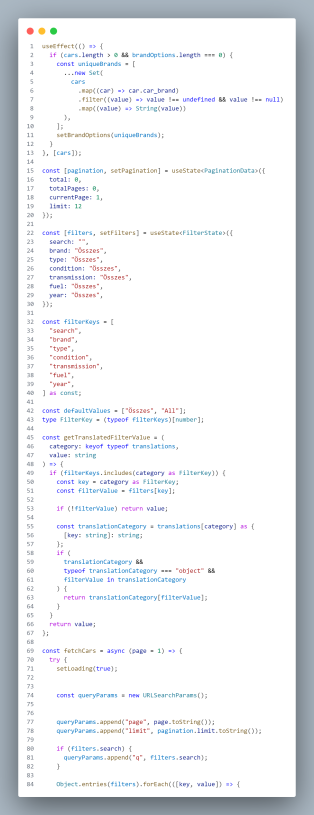 1 useEffect(() => {
2 if (cars.length > 0 && brandOptions.length === 0) {
3 const uniqueBrands = [
4 ...new Set(
5 cars
6 .map((car) => car.car_brand)
7 .filter((value) => value !== undefined && value !== null)
8 .map((value) => String(value))
9 ),
10 ];
11 setBrandOptions(uniqueBrands);
12 }
13 }, [cars]);
14
15 const [pagination, setPagination] = useState<PaginationData>({
16 total: 0,
17 totalPages: 0,
18 currentPage: 1,
19 limit: 12
20 });
21
22 const [filters, setFilters] = useState<FilterState>({
23 search: "",
24 brand: "Összes",
25 type: "Összes",
26 condition: "Összes",
27 transmission: "Összes",
28 fuel: "Összes",
29 year: "Összes",
30 });
31
32 const filterKeys = [
33 "search",
34 "brand",
35 "type",
36 "condition",
37 "transmission",
38 "fuel",
39 "year",
40 ] as const;
41
42 const defaultValues = ["Összes", "All"];
43 type FilterKey = (typeof filterKeys)[number];
44
45 const getTranslatedFilterValue = (
46 category: keyof typeof translations,
47 value: string
48 ) => {
49 if (filterKeys.includes(category as FilterKey)) {
50 const key = category as FilterKey;
51 const filterValue = filters[key];
52
53 if (!filterValue) return value;
54
55 const translationCategory = translations[category] as {
56 [key: string]: string;
57 };
58 if (
59 translationCategory &&
60 typeof translationCategory === "object" &&
61 filterValue in translationCategory
62 ) {
63 return translationCategory[filterValue];
64 }
65 }
66 return value;
67 };
68
69 const fetchCars = async (page = 1) => {
70 try {
71 setLoading(true);
72
73
74 const queryParams = new URLSearchParams();
75
76
77 queryParams.append("page", page.toString());
78 queryParams.append("limit", pagination.limit.toString());
79
80 if (filters.search) {
81 queryParams.append("q", filters.search);
82 }
83
84 Object.entries(filters).forEach(([key, value]) => {